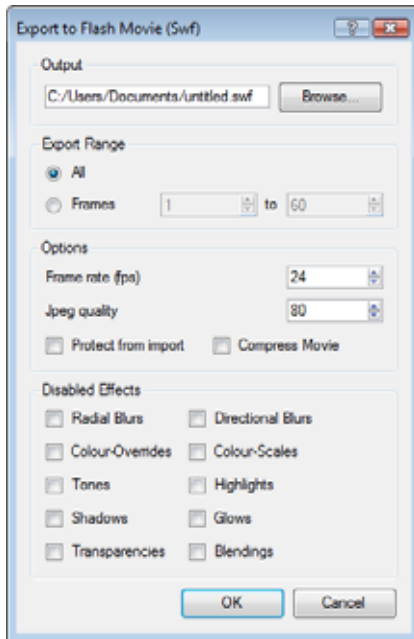 Export to Flash Movie (Swf)
Output
C:/Users/Documents/untitled.swf Browse...
Export Range
All
Frames 1 to 60
Options
Frame rate (fps) 24
Jpeg quality 80
Protect from import Compress Movie
Disabled Effects
Radial Blurs Directional Blurs
Colour-Overrides Colour-Scales
Tones Highlights
Shadows Glows
Transparencies Blendings
OK Cancel